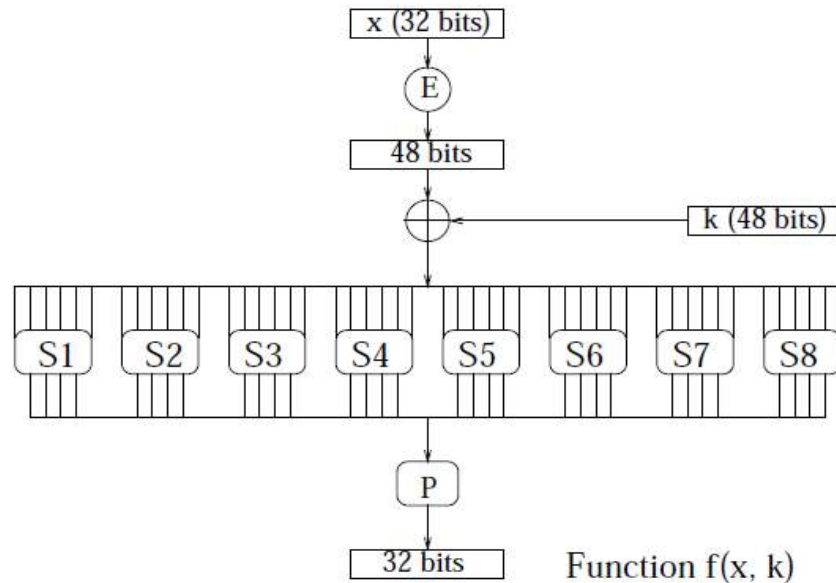 x (32 bits)
E
48 bits
k (48 bits)
S1 S2 S3 S4 S5 S6 S7 S8
P
32 bits
Function f(x, k)